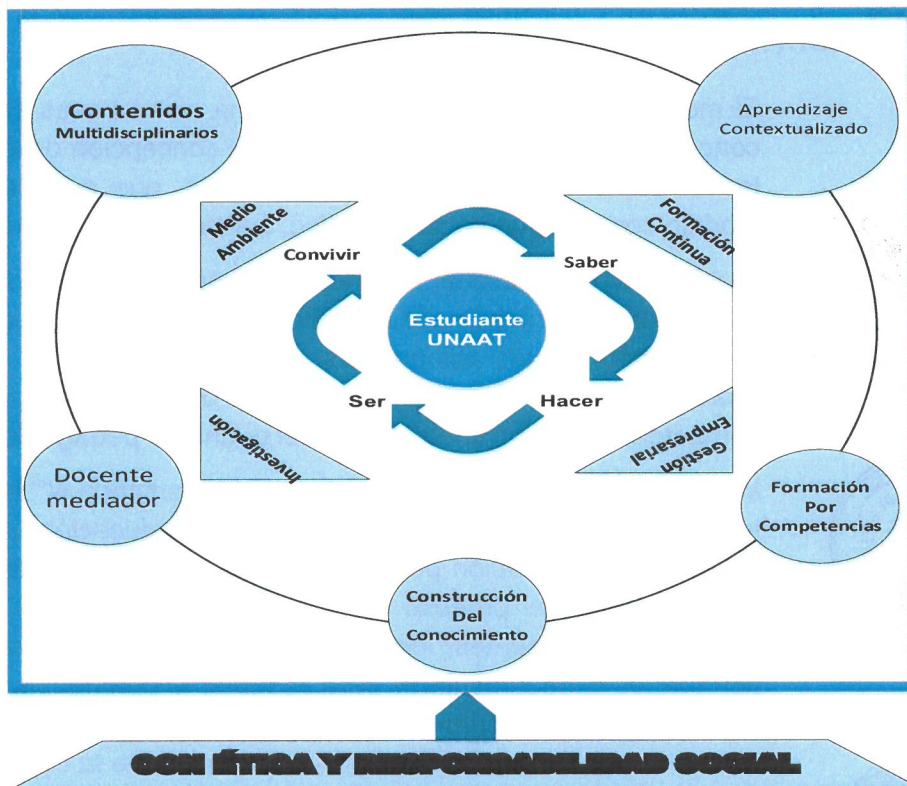 Contenidos
Multidisciplinarios
Aprendizaje
Contextualizado
Medio
Ambiente
Formación
Continua
Convivir
Saber
Estudiante
UNAAT
Ser
Hacer
Investigación
Gestión
Empresarial
Docente
mediador
Formación
Por
Competencias
Construcción
Del
Conocimiento
CON ÉTICA Y RESPONSABILIDAD SOCIAL